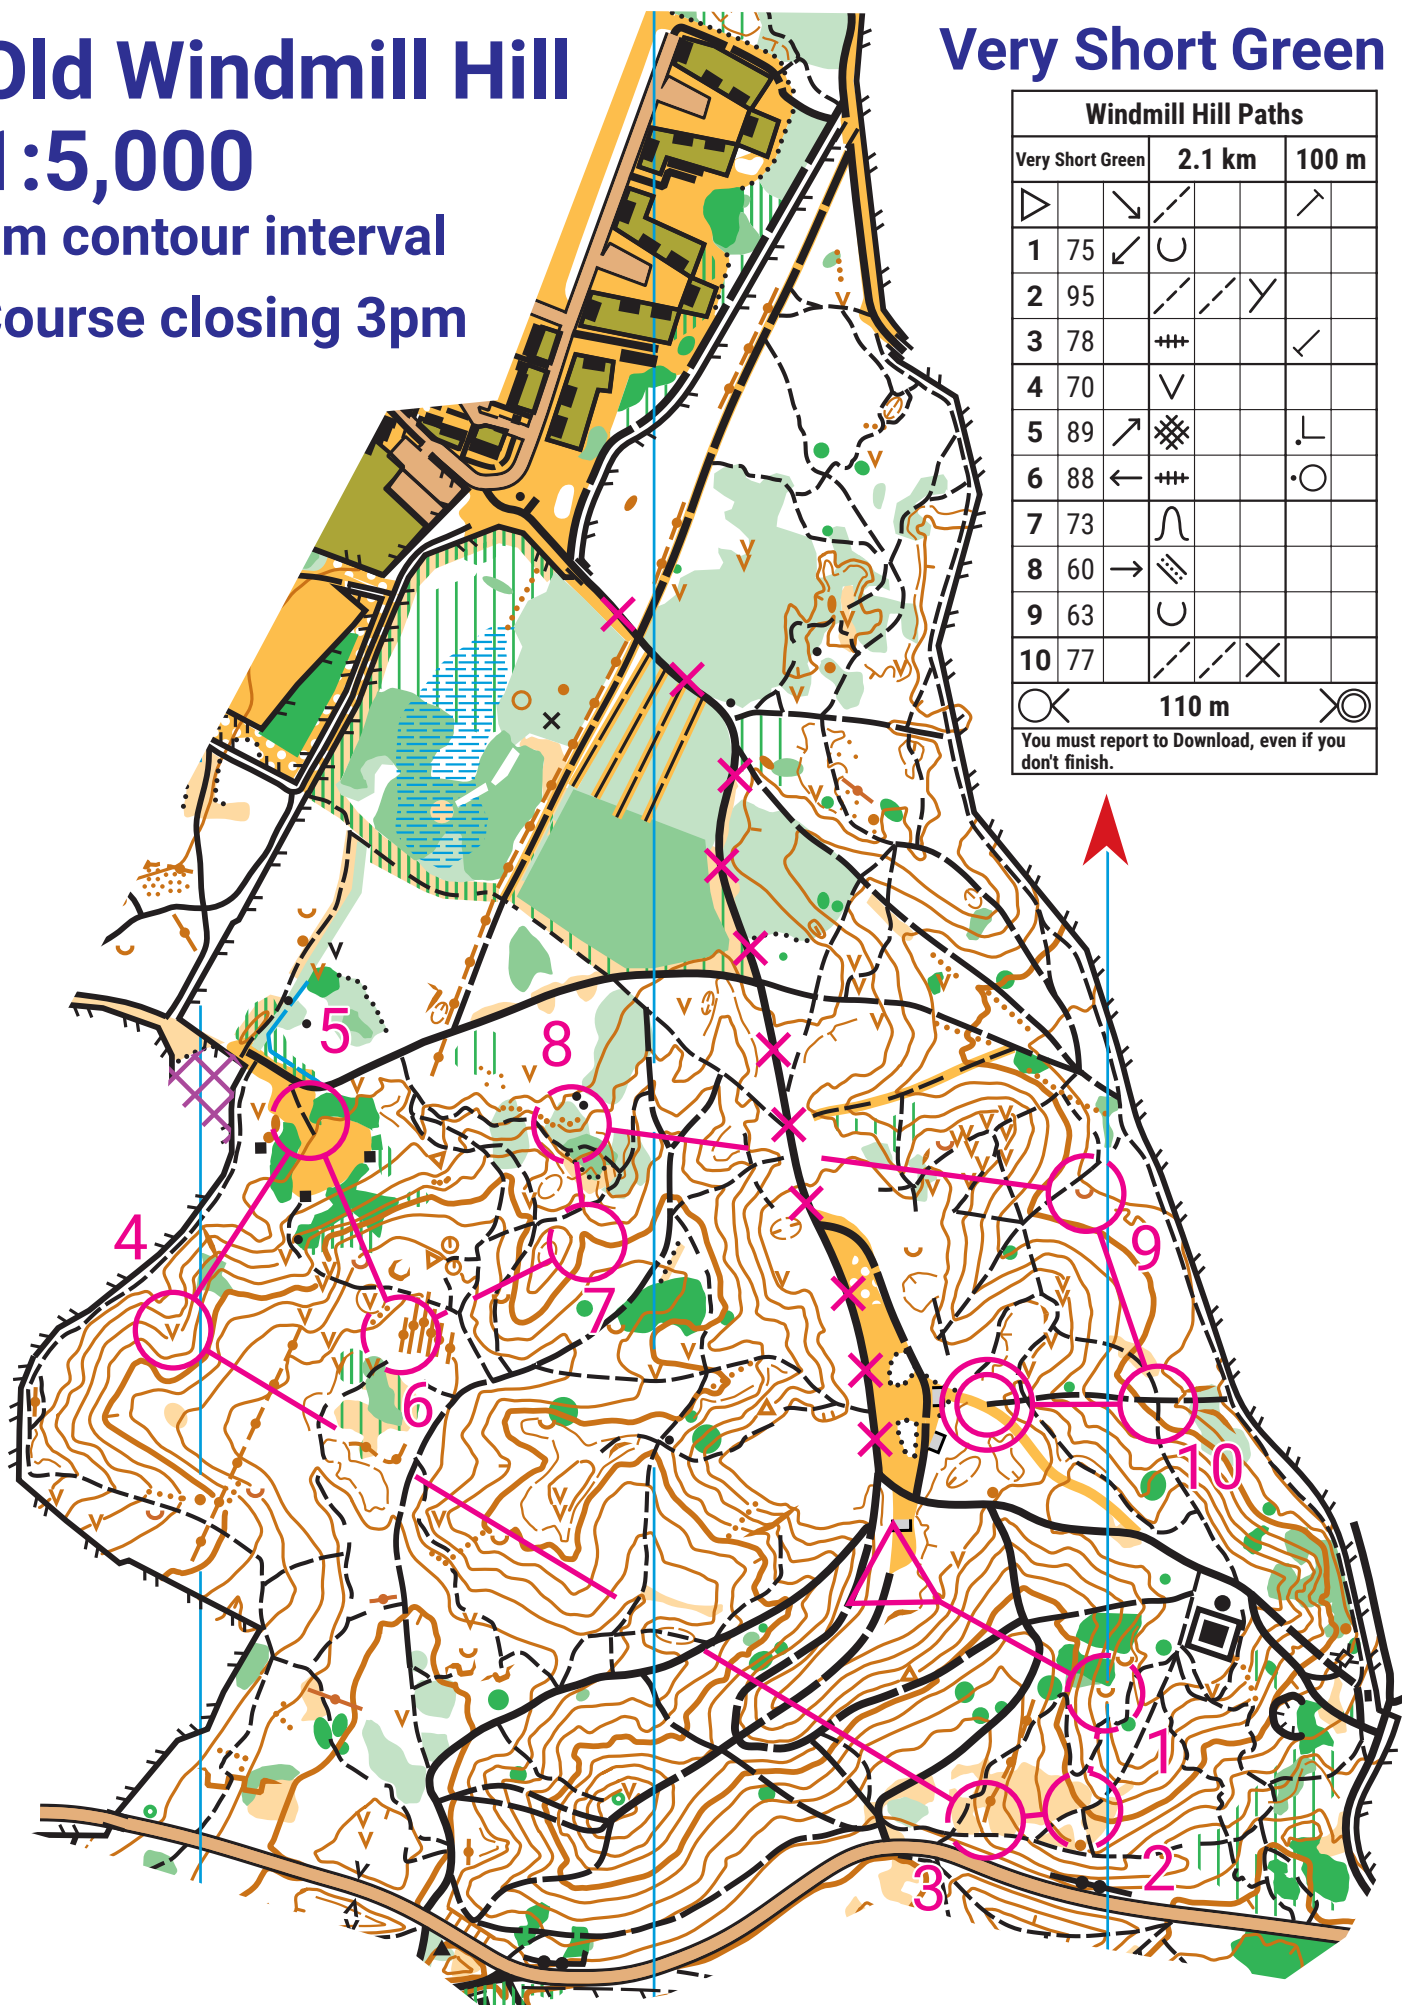 Old Windmill Hill
1:5,000
m contour interval
Course closing 3pm
Very Short Green
Windmill Hill Paths
Very Short Green 2.1 km 100 m
1 75
2 95
3 78
4 70
5 89
6 88
7 73
8 60
9 63
10 77
110 m
You must report to Download, even if you
don't finish.
5
8
4
9
7
6
10
1
2
3